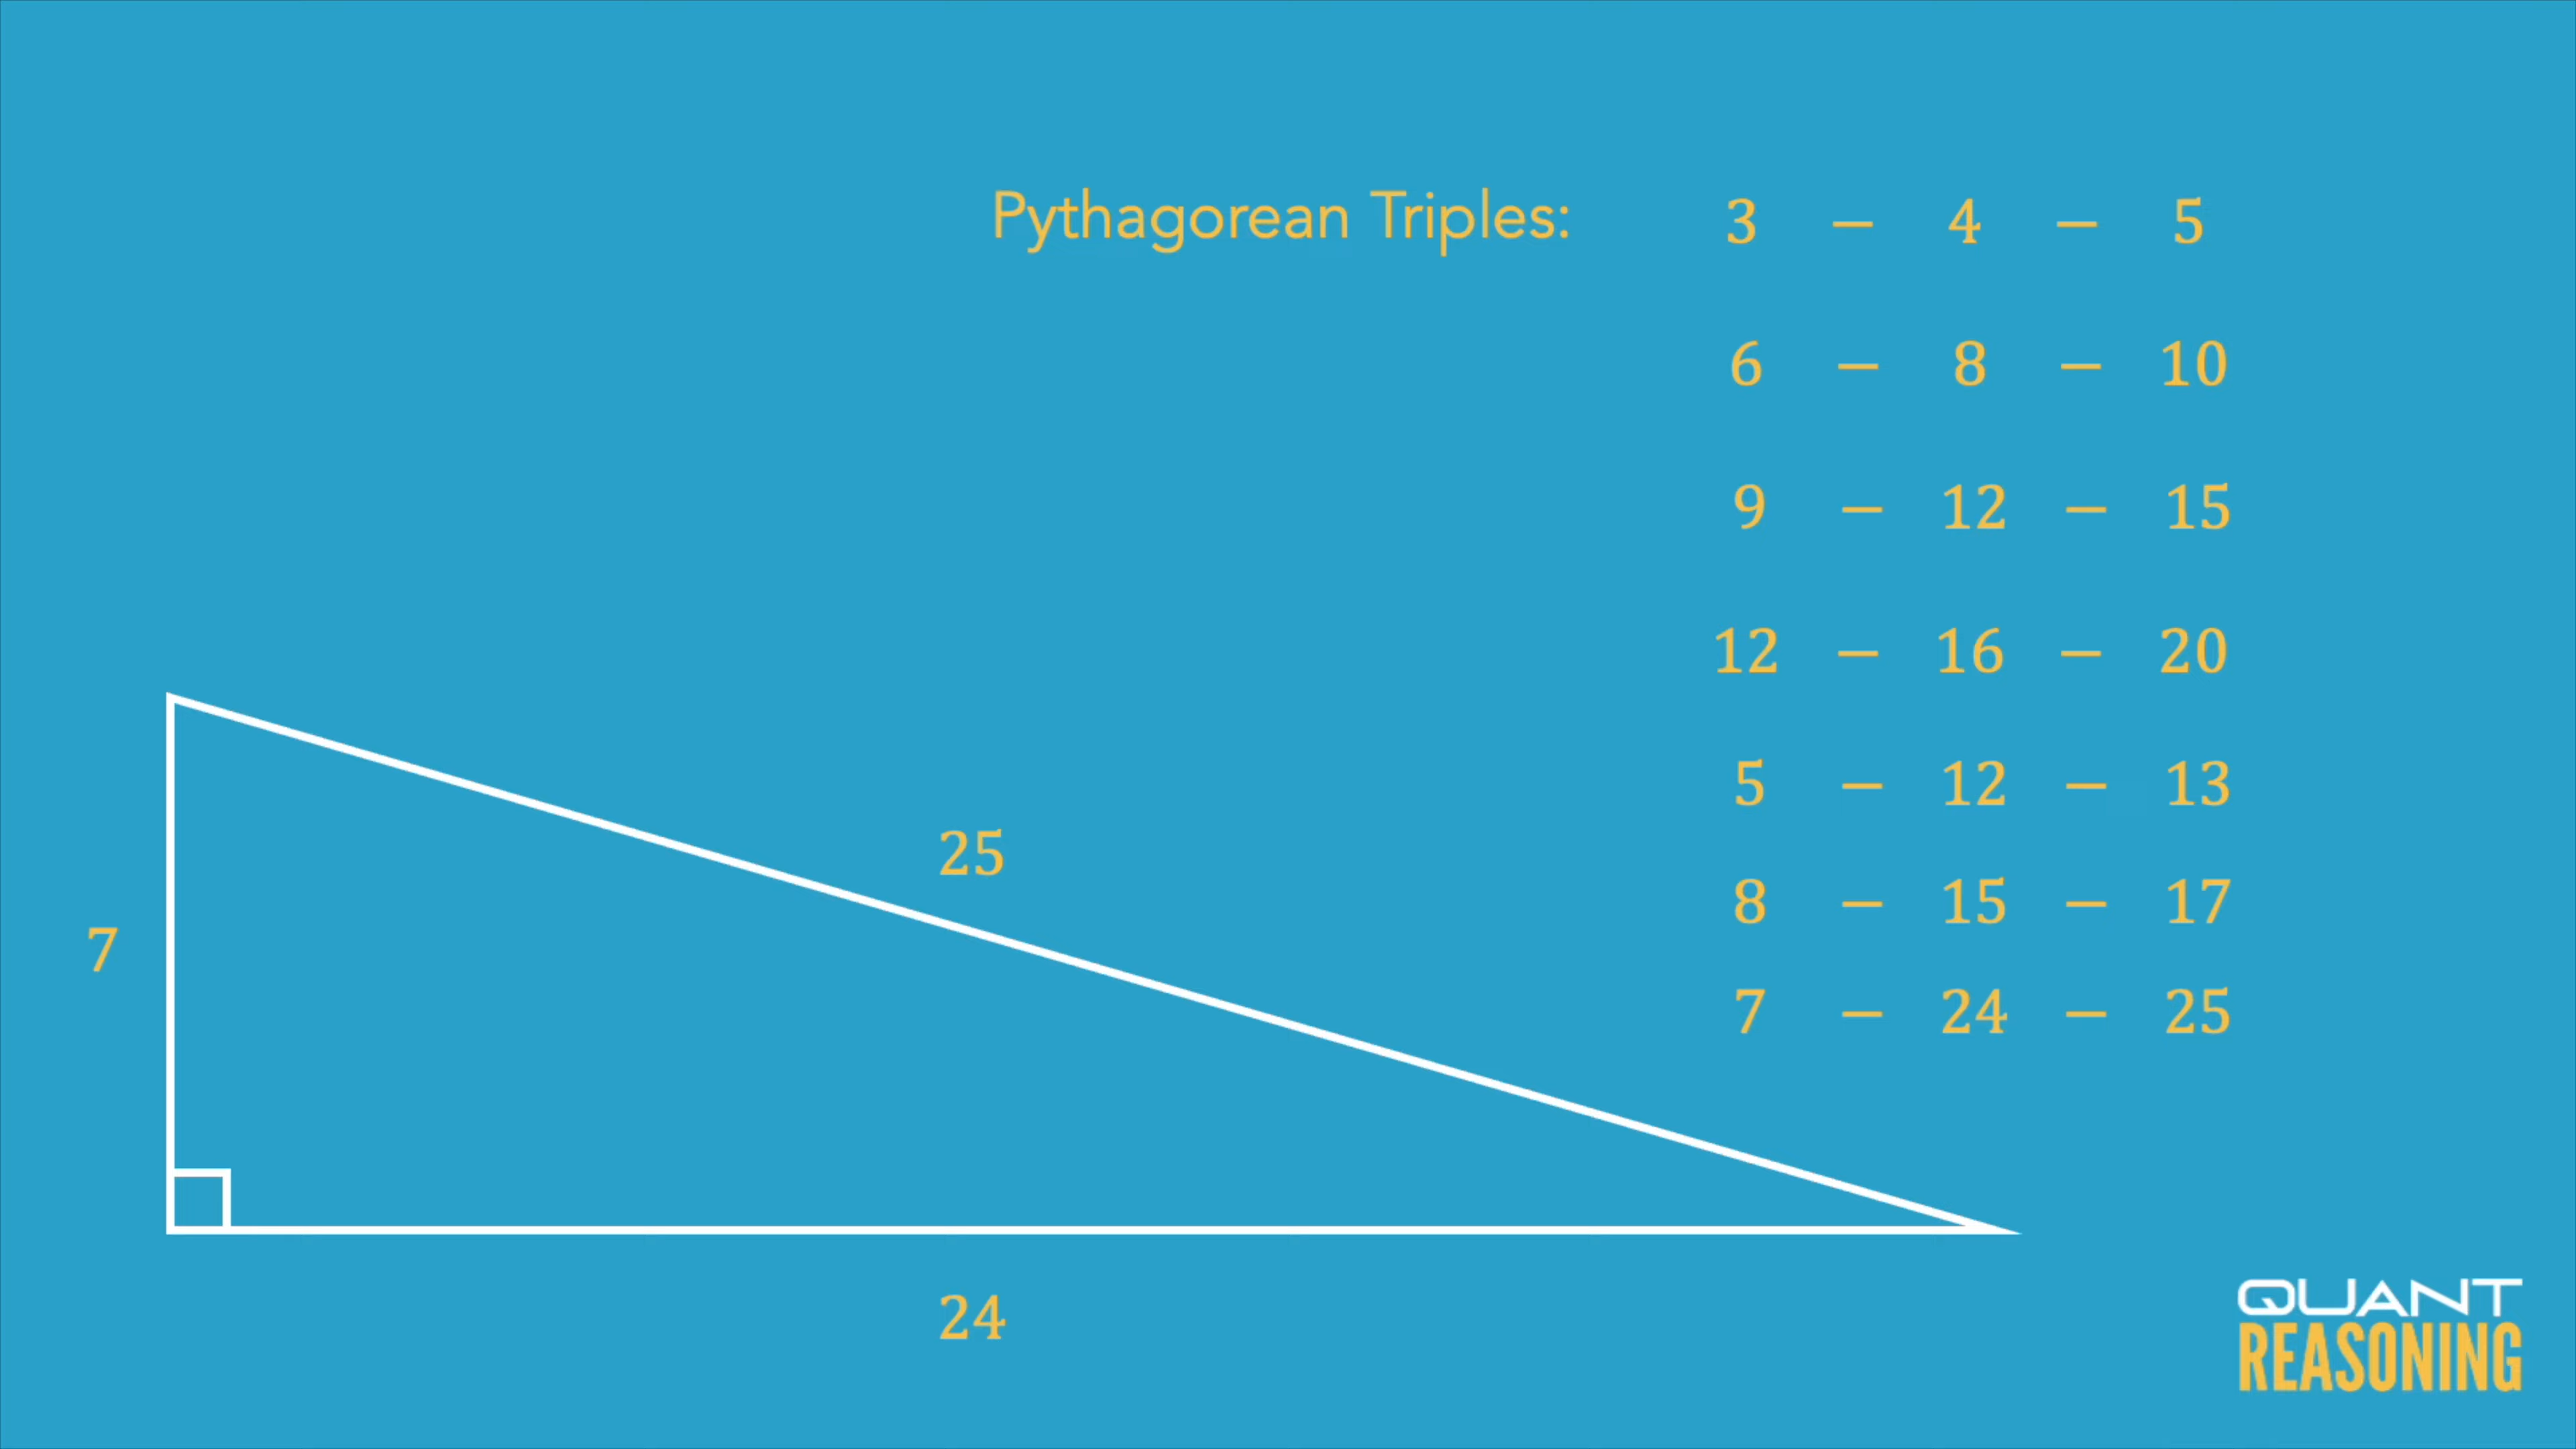 Pythagorean Triples: 3 – 4 – 5
6 – 8 – 10
9 – 12 – 15
12 – 16 – 20
5 – 12 – 13
8 – 15 – 17
7 – 24 – 25
25
7
24
QUANT
REASONING